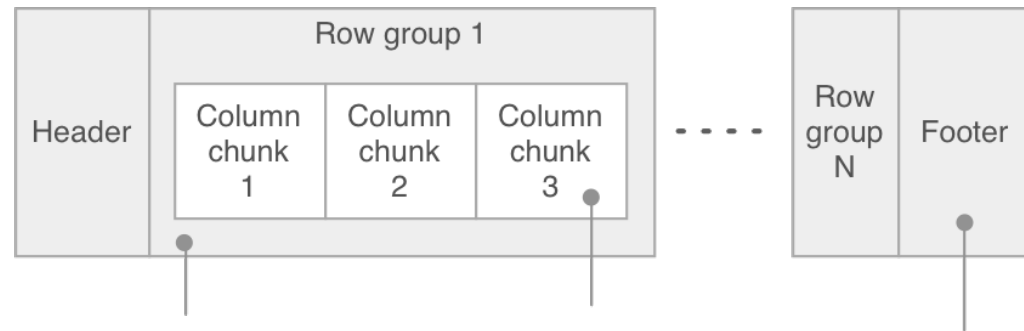 Header
Row group 1
Column
chunk
1
Column
chunk
2
Column
chunk
3
Row
group
N
Footer